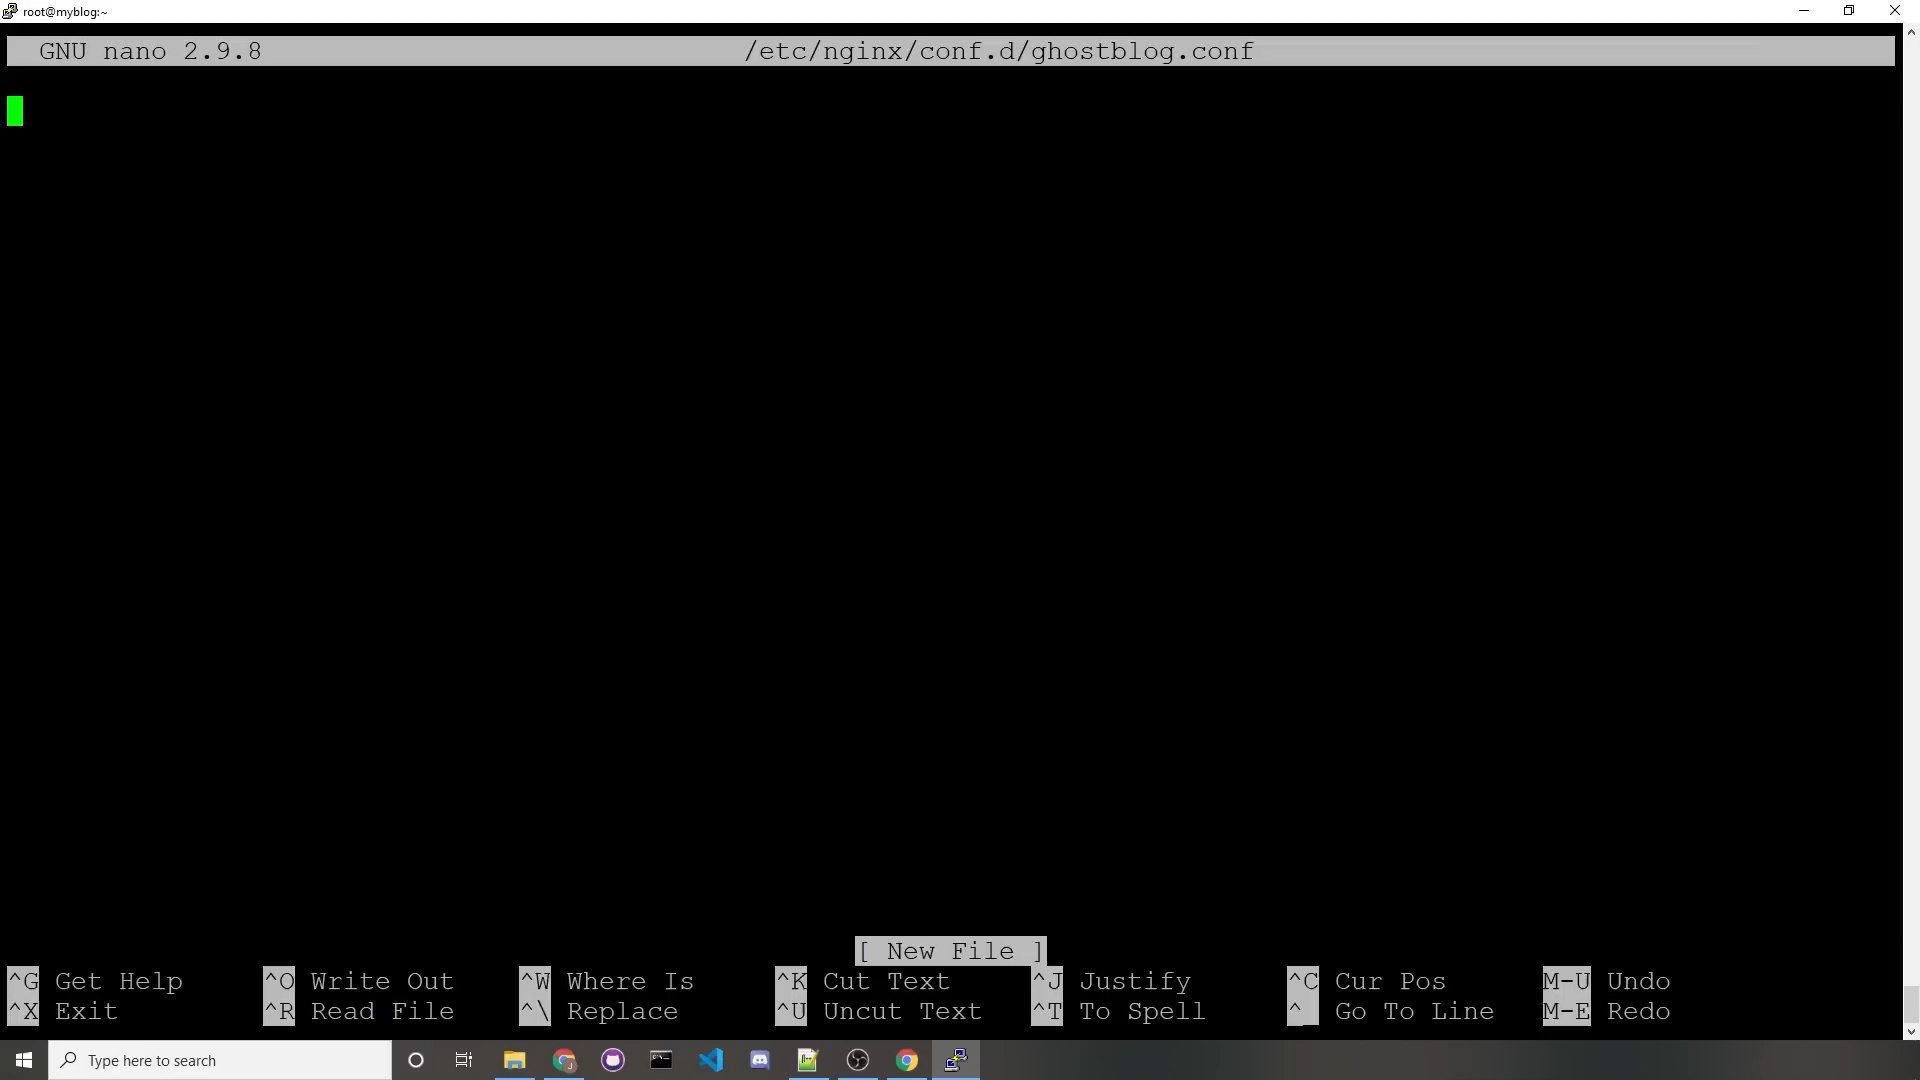 root@myblog:~
GNU nano 2.9.8 /etc/nginx/conf.d/ghostblog.conf
[ New File ]
^G Get Help ^O Write Out ^W Where Is ^K Cut Text ^J Justify ^C Cur Pos M-U Undo
^X Exit ^R Read File ^\ Replace ^U Uncut Text ^T To Spell ^_ Go To Line M-E Redo
Type here to search